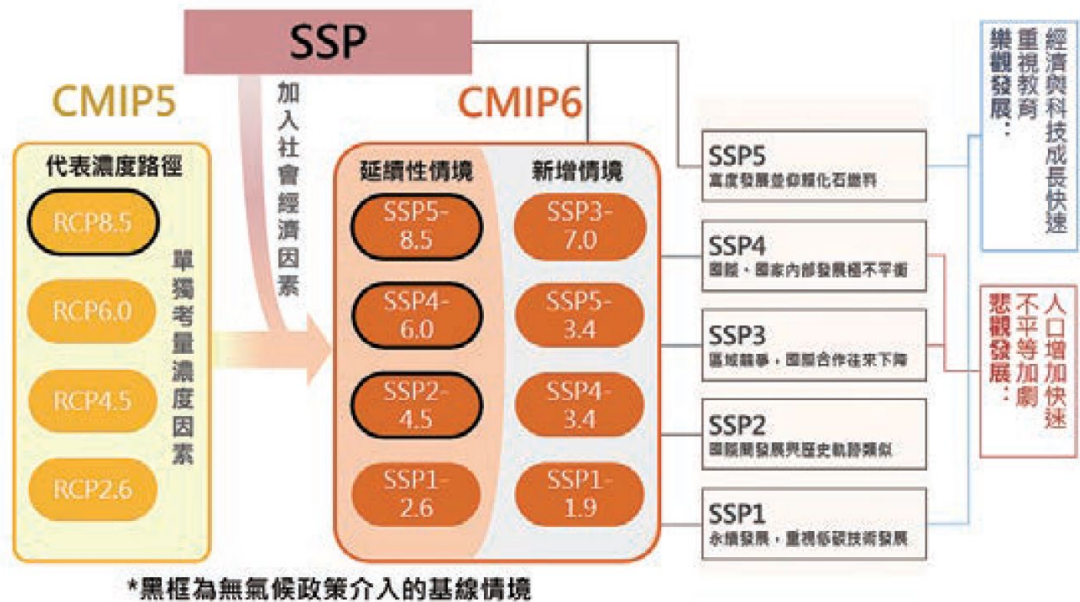 SSP
CMIP5
加入社會經濟因素
CMIP6
代表濃度路徑
RCP8.5
RCP6.0
RCP4.5
RCP2.6
單獨考量濃度因素
延續性情境
SSP5-
8.5
SSP4-
6.0
SSP2-
4.5
SSP1-
2.6
新增情境
SSP3-
7.0
SSP5-
3.4
SSP4-
3.4
SSP1-
1.9
SSP5
高度發展並仰賴化石燃料
SSP4
國際、國家內部發展極不平衡
SSP3
區域競爭，國際合作往來下降
SSP2
國際間發展與歷史軌跡類似
SSP1
永續發展，重視低碳技術發展
樂觀發展：
重視教育
經濟與科技成長快速
悲觀發展：
不平等加劇
人口增加快速
*黑框為無氣候政策介入的基線情境